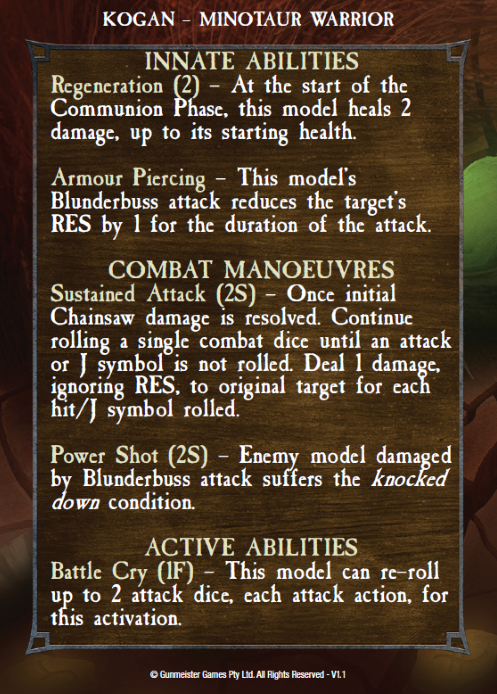 KOGAN - MINOTAUR WARRIOR
INNATE ABILITIES
Regeneration (2) - At the start of the
Communion Phase, this model heals 2
damage, up to its starting health.
Armour Piercing - This model's
Blunderbuss attack reduces the target's
RES by 1 for the duration of the attack.
COMBAT MANOEUVRES
Sustained Attack (2S) - Once initial
Chainsaw damage is resolved. Continue
rolling a single combat dice until an attack
or J symbol is not rolled. Deal 1 damage,
ignoring RES, to original target for each
hit/J symbol rolled.
Power Shot (2S) - Enemy model damaged
by Blunderbuss attack suffers the knocked
down condition.
ACTIVE ABILITIES
Battle Cry (1F) - This model can re-roll
up to 2 attack dice, each attack action, for
this activation.
© Gunmeister Games Pty Ltd. All Rights Reserved - V1.1